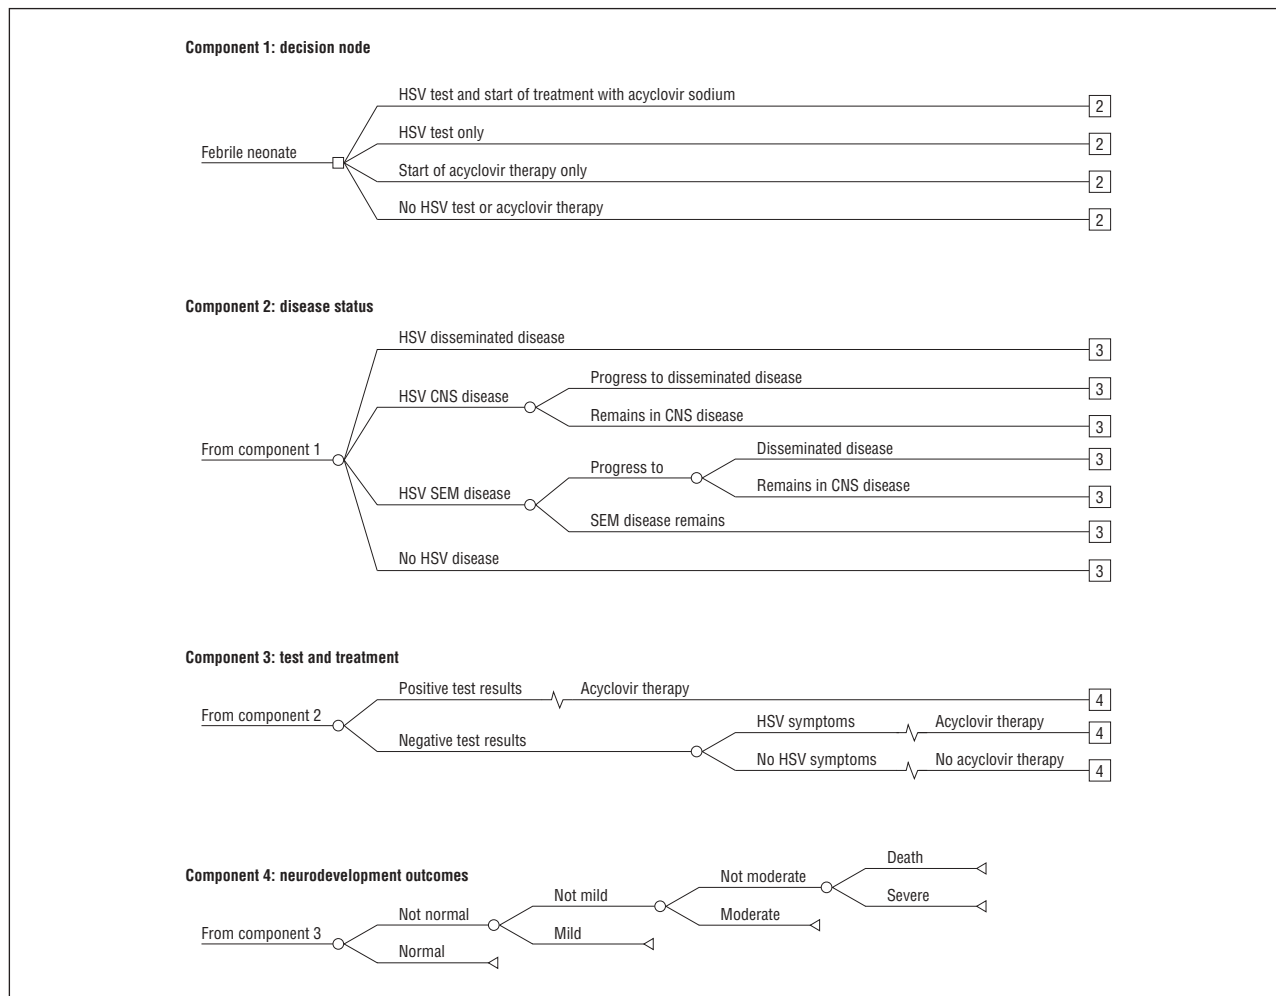 Component 1: decision node
HSV test and start of treatment with acyclovir sodium
2
HSV test only
2
Febrile neonate
Start of acyclovir therapy only
2
No HSV test or acyclovir therapy
2
Component 2: disease status
HSV disseminated disease
3
Progress to disseminated disease
3
HSV CNS disease
Remains in CNS disease
3
From component 1
Disseminated disease
3
Progress to
Remains in CNS disease
3
HSV SEM disease
SEM disease remains
3
No HSV disease
3
Component 3: test and treatment
Positive test results
Acyclovir therapy
4
From component 2
HSV symptoms
Acyclovir therapy
4
Negative test results
No HSV symptoms
No acyclovir therapy
4
Component 4: neurodevelopment outcomes
Death
Not moderate
Severe
Not mild
Moderate
Not normal
Mild
From component 3
Normal